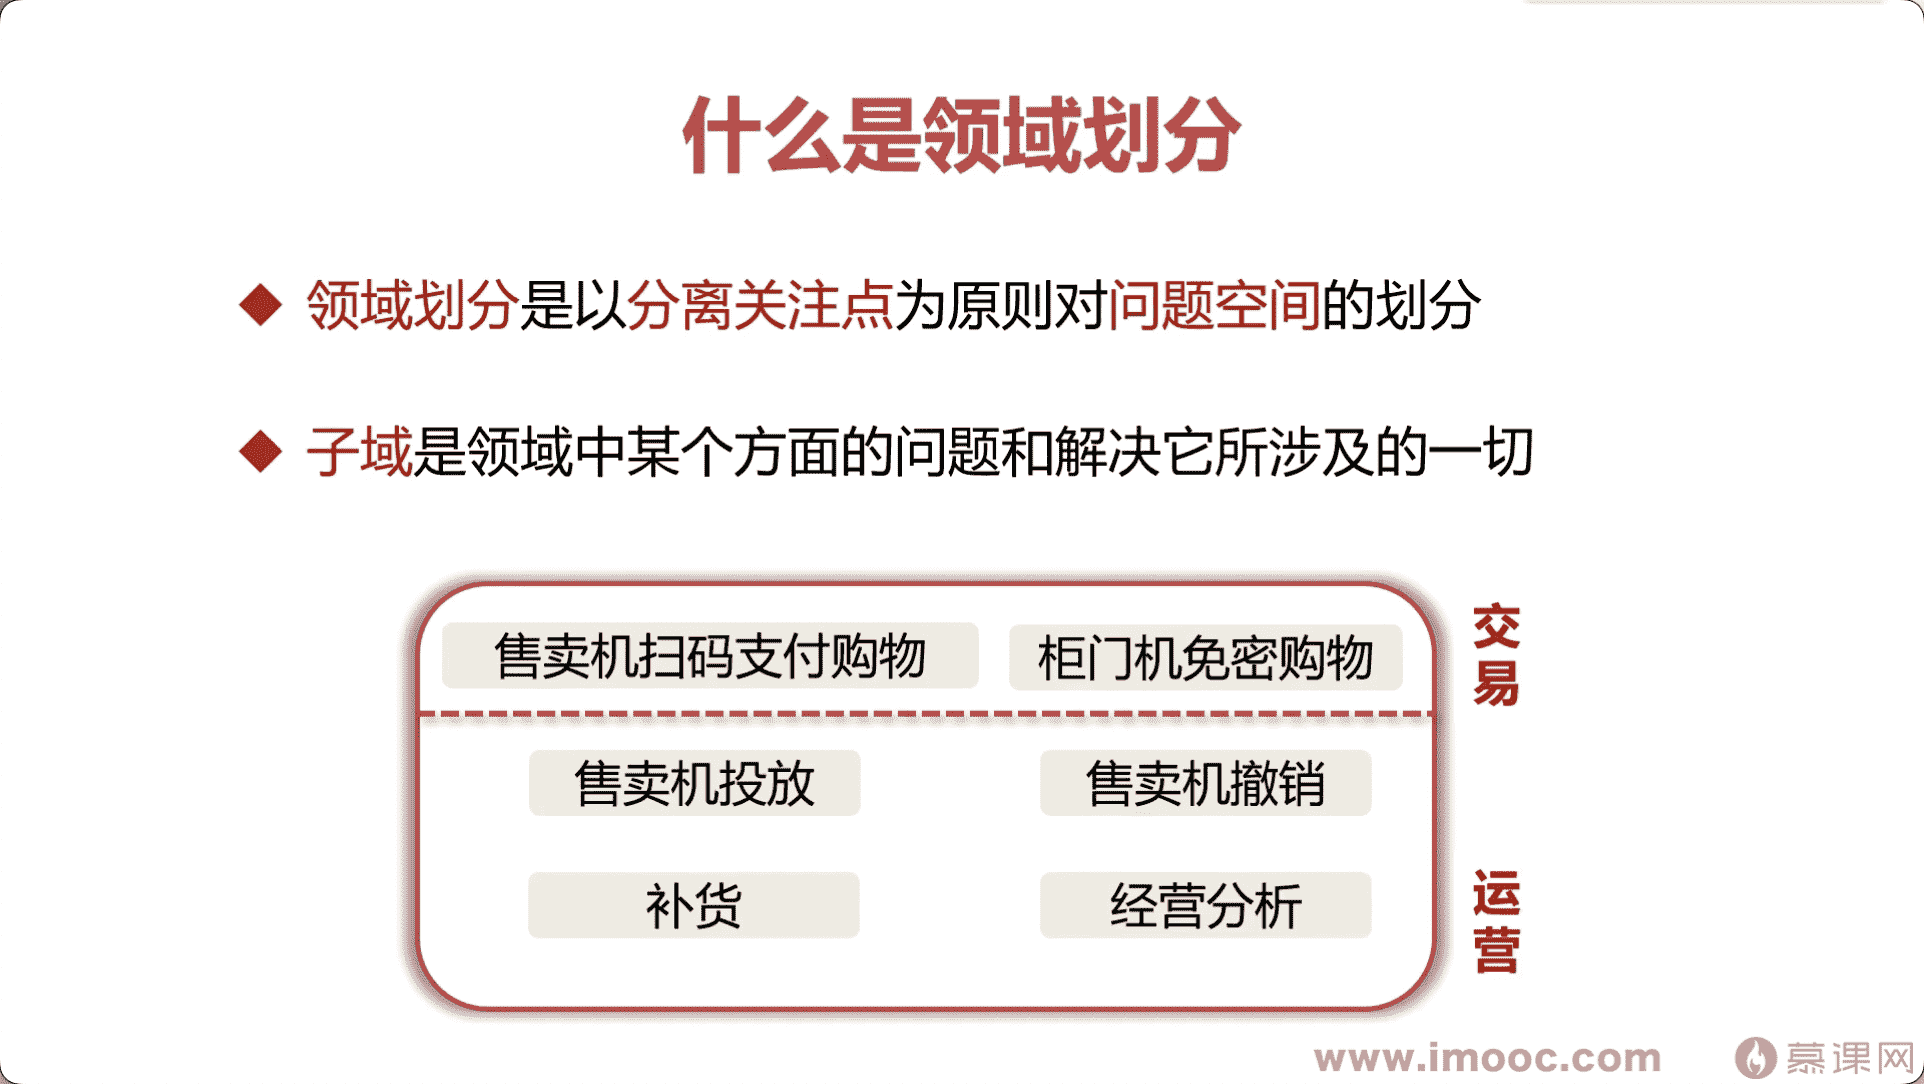 什么是领域划分
领域划分是以分离关注点为原则对问题空间的划分
子域是领域中某个方面的问题和解决它所涉及的一切
售卖机扫码支付购物
柜门机免密购物
交易
售卖机投放
售卖机撤销
补货
经营分析
运营
www.imooc.com
慕课网